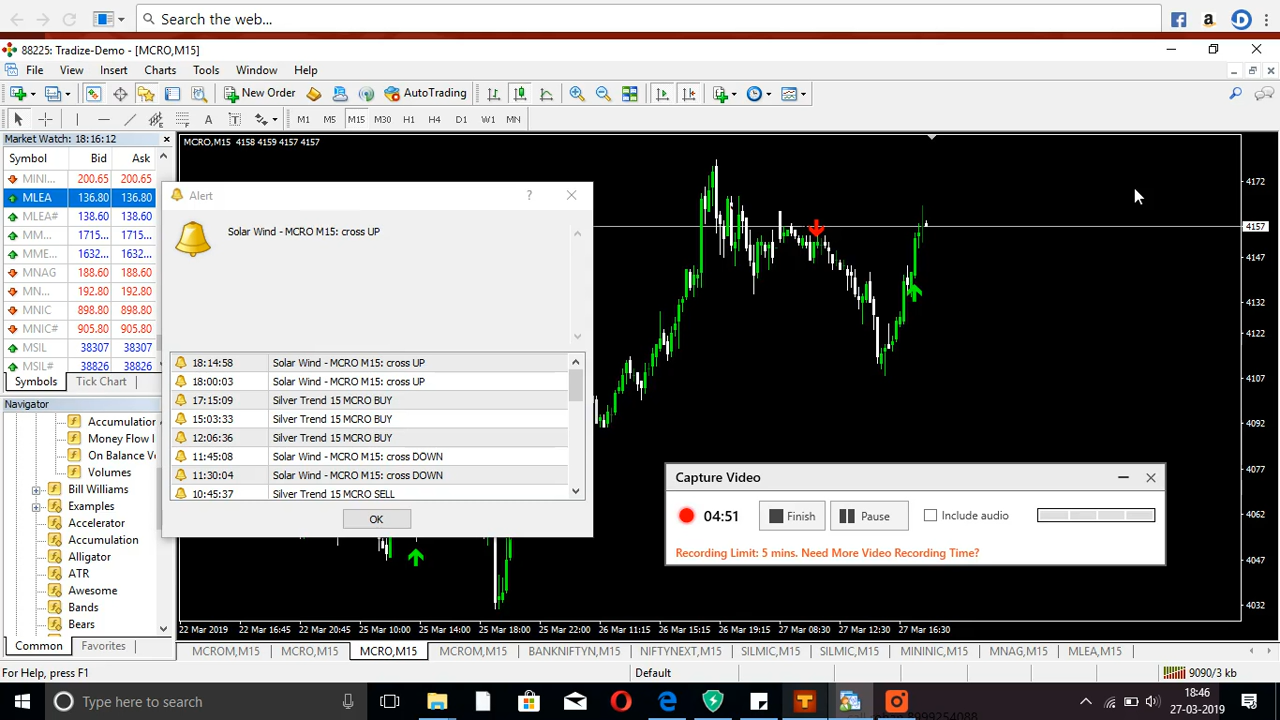 Search the web...
88225: Tradize-Demo - [MCRO,M15]
File View Insert Charts Tools Window Help
New Order AutoTrading
A T M1 M5 M15 M30 H1 H4 D1 W1 MN
Market Watch: 18:16:12
Symbol Bid Ask
MINI... 200.65 200.65
MLEA 136.80 136.80
MLEA# 138.60 138.60
MM... 1715... 1715...
MME... 1632... 1632...
MNAG 188.60 188.60
MN... 192.80 192.80
MNIC 898.80 898.80
MNIC# 905.80 905.80
MSIL 38307 38307
MSIL# 38826 38826
Symbols Tick Chart
Navigator
Accumulation
Money Flow I
On Balance V
Volumes
Bill Williams
Examples
Accelerator
Accumulation
Alligator
ATR
Awesome
Bands
Bears
Common Favorites
MCRO,M15 4158 4159 4157 4157
Alert ?
Solar Wind - MCRO M15: cross UP
18:14:58 Solar Wind - MCRO M15: cross UP
18:00:03 Solar Wind - MCRO M15: cross UP
17:15:09 Silver Trend 15 MCRO BUY
15:03:33 Silver Trend 15 MCRO BUY
12:06:36 Silver Trend 15 MCRO BUY
11:45:08 Solar Wind - MCRO M15: cross DOWN
11:30:04 Solar Wind - MCRO M15: cross DOWN
10:45:37 Silver Trend 15 MCRO SELL
OK
4172
4157
4147
4132
4122
4107
4092
4077
4062
4047
4032
Capture Video
04:51 Finish Pause Include audio
Recording Limit: 5 mins. Need More Video Recording Time?
22 Mar 2019 22 Mar 16:45 22 Mar 20:45 25 Mar 10:00 25 Mar 14:00 25 Mar 18:00 25 Mar 22:00 26 Mar 11:15 26 Mar 15:15 26 Mar 19:15 27 Mar 08:30 27 Mar 12:30 27 Mar 16:30
MCROM,M15 MCRO,M15 MCRO,M15 MCROM,M15 BANKNIFTYN,M15 NIFTYNEXT,M15 SILMIC,M15 SILMIC,M15 MININIC,M15 MNAG,M15 MLEA,M15
For Help, press F1 Default 9090/3 kb
Type here to search
18:46
27-03-2019